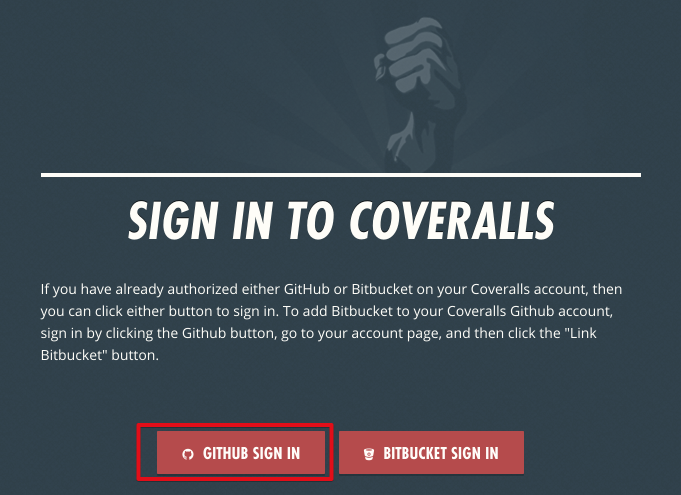 SIGN IN TO COVERALLS
If you have already authorized either GitHub or Bitbucket on your Coveralls account, then
you can click either button to sign in. To add Bitbucket to your Coveralls Github account,
sign in by clicking the Github button, go to your account page, and then click the "Link
Bitbucket" button.
GITHUB SIGN IN
BITBUCKET SIGN IN